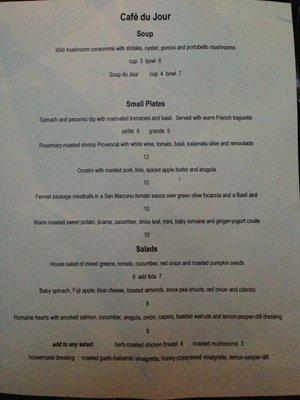 Café du Jour
Soup
Wild mushroom consommé with shitake, oyster, porcini and portobello mushrooms
cup 3 bowl 6
Soup du Jour cup 4 bowl 7
Small Plates
Spinach and pecorino dip with marinated tomatoes and basil. Served with warm French baguette
petite 6 grande 9
Rosemary-roasted shrimp Provencal with white wine, tomato, basil, kalamata olive and remoulade
12
Crostini with roasted pork, brie, spiced apple butter and arugula
10
Fennel sausage meatballs in a San Marzano tomato sauce over green olive focaccia and a Basil aioli
10
Warm roasted sweet potato, jicama, cucumber, shiso leaf, mint, baby romaine and ginger-yogurt coulis
10
Salads
House salad of mixed greens, tomato, cucumber, red onion and roasted pumpkin seeds
6 add feta 7
Baby spinach, Fuji apple, blue cheese, toasted almonds, snow pea shoots, red onion and cilantro
8
Romaine hearts with smoked salmon, cucumber, arugula, onion, capers, toasted walnuts and lemon-pepper-dill dressing
9
add to any salad: herb-roasted chicken breast 4 roasted mushrooms 3
housemade dressing : roasted garlic-balsamic vinaigrette, honey-poppyseed vinaigrette, lemon-pepper-dill